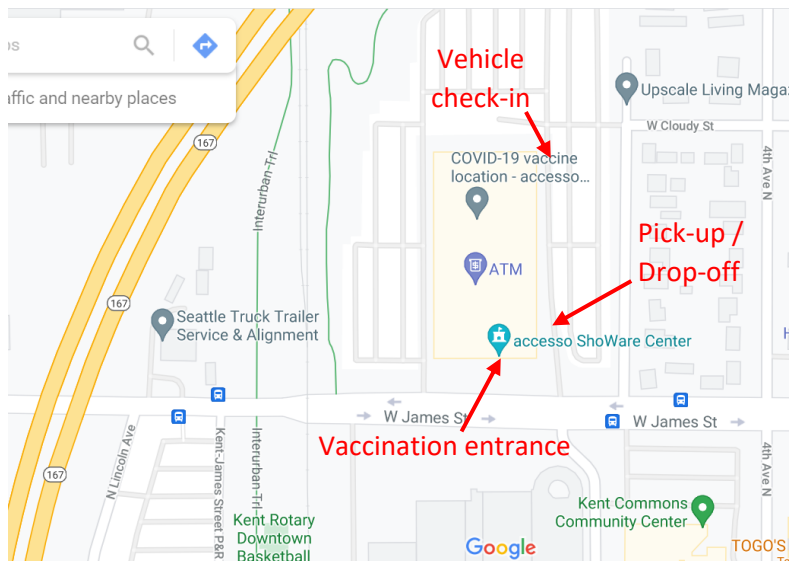 ps
affic and nearby places
Vehicle
check-in
Upscale Living Magaz
W Cloudy St
167
COVID-19 vaccine
location - accesso...
Interurban-Trl
4th Ave N
Pick-up /
Drop-off
ATM
167
Seattle Truck Trailer
Service & Alignment
accesso ShoWare Center
H
W James St
W James St
Vaccination entrance
N Lincoln Ave
Kent-James Street P&R
Interurban-Trl
4th Ave N
167
Kent Commons
Community Center
Kent Rotary
Downtown
Basketball
Google
TOGO'S